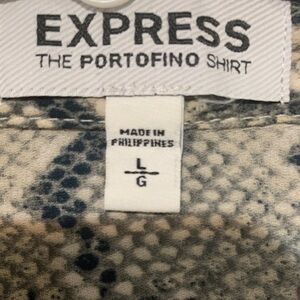 EXPRESS
THE PORTOFINO SHIRT
MADE IN
PHILIPPINES
L
G